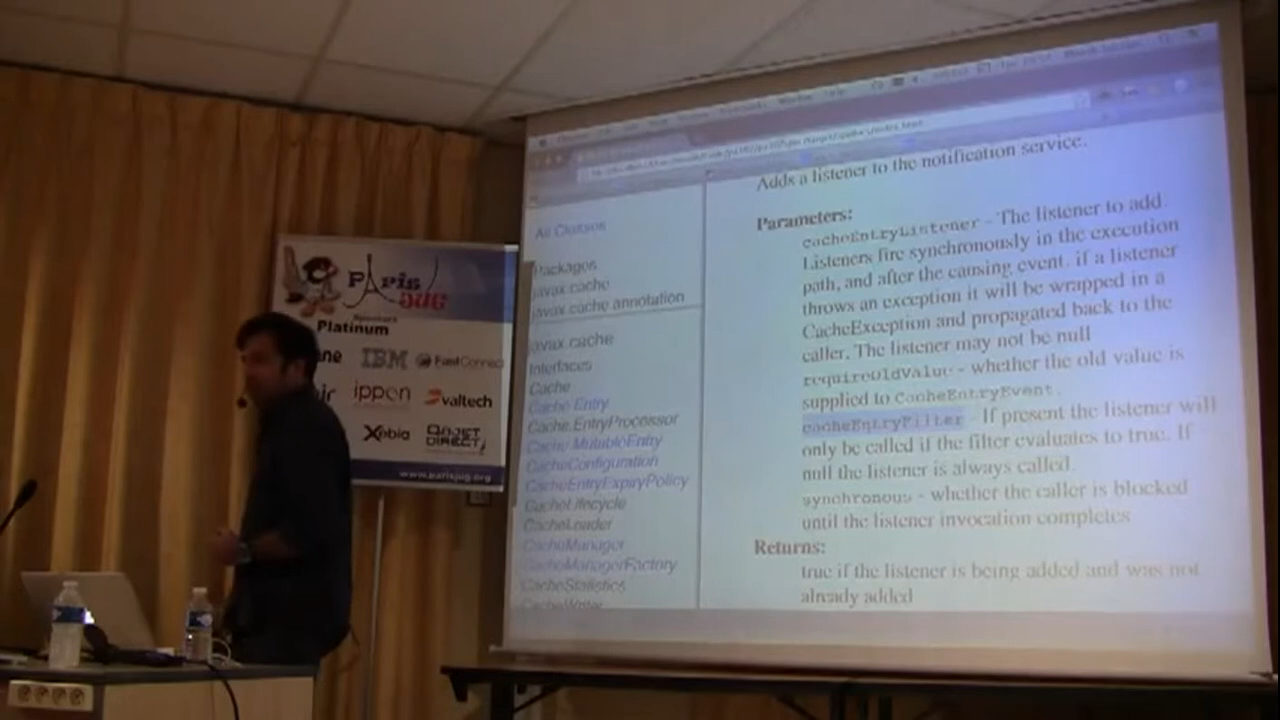 Paris
JUG
Sponsors
Platinum
ne
IBM
FastConnect
ir
ippon
valtech
Xebia
OBJET
DIRECT
www.parisjug.org
Window Help
All Classes
Packages
javax.cache
javax.cache.annotation
javax.cache
Interfaces
Cache
Cache.Entry
Cache.EntryProcessor
Cache.MutableEntry
CacheConfiguration
CacheEntryExpiryPolicy
CacheLifecycle
CacheLoader
CacheManager
CacheManagerFactory
CacheStatistics
CacheWriter
Adds a listener to the notification service.
Parameters:
cacheEntryListener - The listener to add.
Listeners fire synchronously in the execution
path, and after the causing event. if a listener
throws an exception it will be wrapped in a
CacheException and propagated back to the
caller. The listener may not be null
requireOldValue - whether the old value is
supplied to CacheEntryEvent.
cacheEntryFilter - If present the listener will
only be called if the filter evaluates to true. If
null the listener is always called.
synchronous - whether the caller is blocked
until the listener invocation completes
Returns:
true if the listener is being added and was not
already added